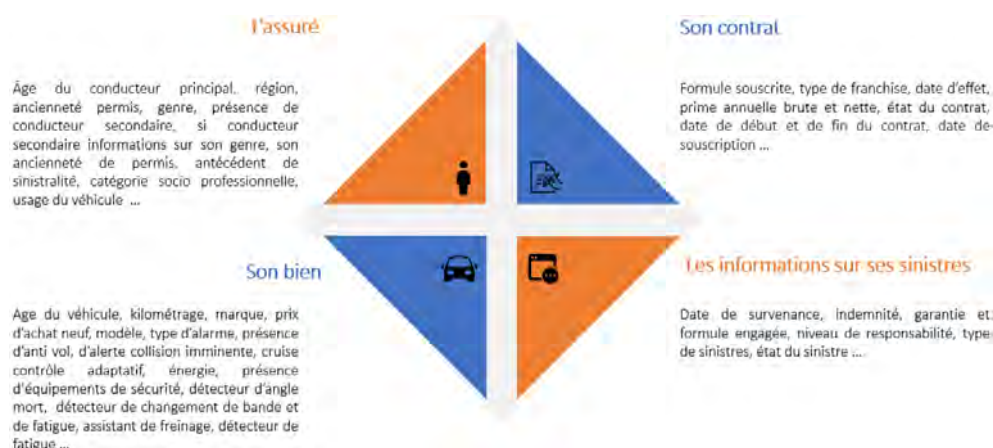 L'assuré
Âge du conducteur principal, région,
ancienneté permis, genre, présence de
conducteur secondaire, si conducteur
secondaire informations sur son genre, son
ancienneté de permis, antécédent de
sinistralité, catégorie socio professionnelle,
usage du véhicule ...
Son contrat
Formule souscrite, type de franchise, date d'effet,
prime annuelle brute et nette, état du contrat,
date de début et de fin du contrat, date de
souscription ...
Son bien
Age du véhicule, kilométrage, marque, prix
d'achat neuf, modèle, type d'alarme, présence
d'anti vol, d'alerte collision imminente, cruise
contrôle adaptatif, énergie, présence
d'équipements de sécurité, détecteur d'angle
mort, détecteur de changement de bande et
de fatigue, assistant de freinage, détecteur de
fatigue ...
Les informations sur ses sinistres
Date de survenance, indemnité, garantie et
formule engagée, niveau de responsabilité, type
de sinistres, état du sinistre ...